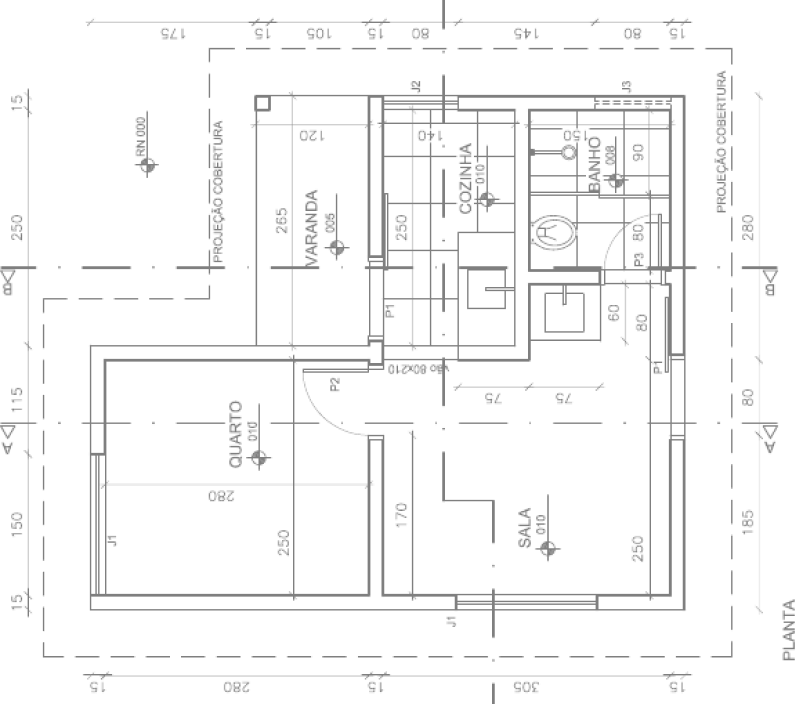 175
15
105
15
80
145
80
15
J2
J3
15
RN 000
PROJEÇÃO COBERTURA
120
140
150
COZINHA
010
BANHO
008
90
PROJEÇÃO COBERTURA
250
265
VARANDA
005
250
80
280
P3
B
B
P1
60
80
vão 80x210
P2
P1
75
75
115
80
QUARTO
010
A
A
280
170
SALA
010
150
J1
250
250
185
15
J1
PLANTA
15
280
15
305
15